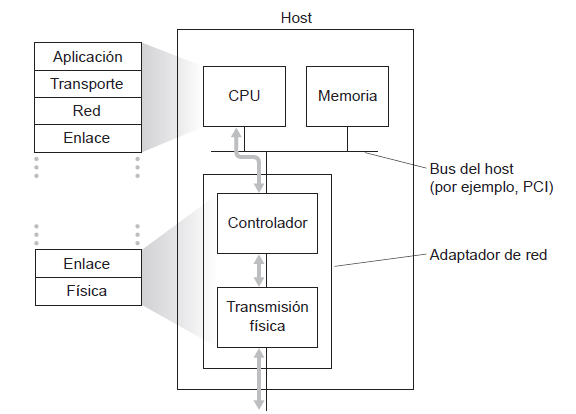 Host
Aplicación
Transporte
Red
Enlace
CPU
Memoria
Bus del host
(por ejemplo, PCI)
Controlador
Enlace
Física
Adaptador de red
Transmisión
física